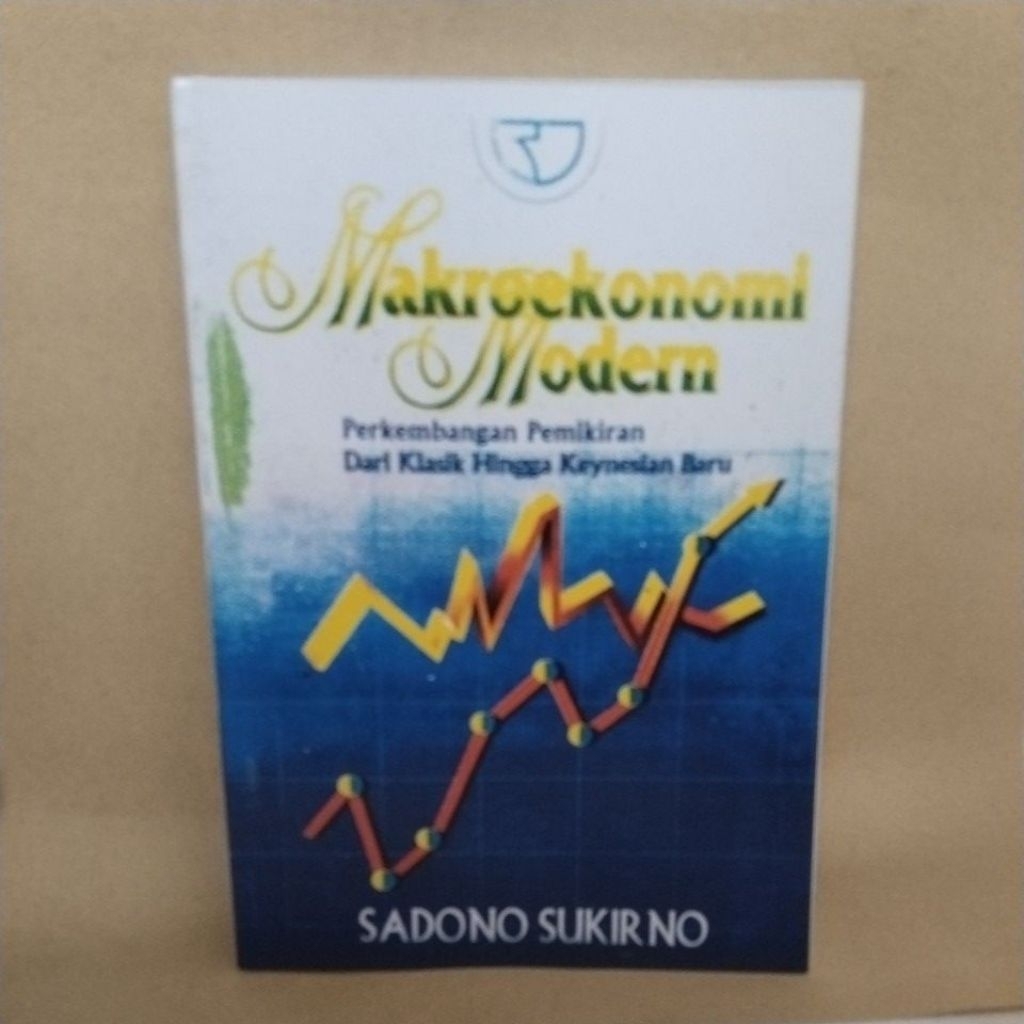 Makroekonomi
Modern
Perkembangan Pemikiran
Dari Klasik Hingga Keynesian Baru
SADONO SUKIRNO